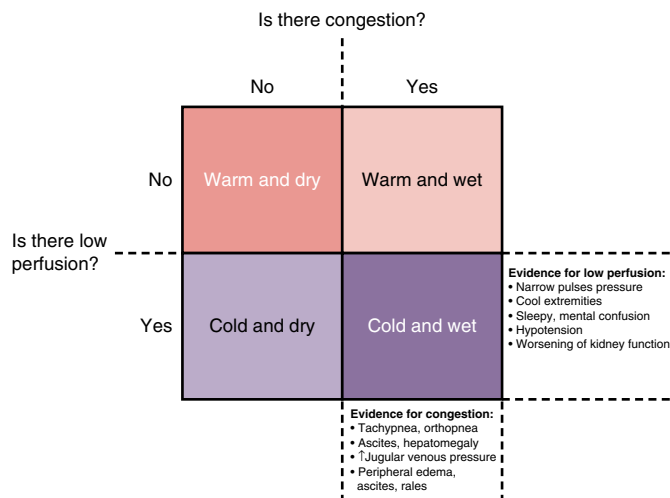 Is there congestion?
No
Yes
No
Warm and dry
Warm and wet
Is there low
perfusion?
Yes
Cold and dry
Cold and wet
Evidence for low perfusion:
• Narrow pulses pressure
• Cool extremities
• Sleepy, mental confusion
• Hypotension
• Worsening of kidney function
Evidence for congestion:
• Tachypnea, orthopnea
• Ascites, hepatomegaly
• ↑Jugular venous pressure
• Peripheral edema,
ascites, rales